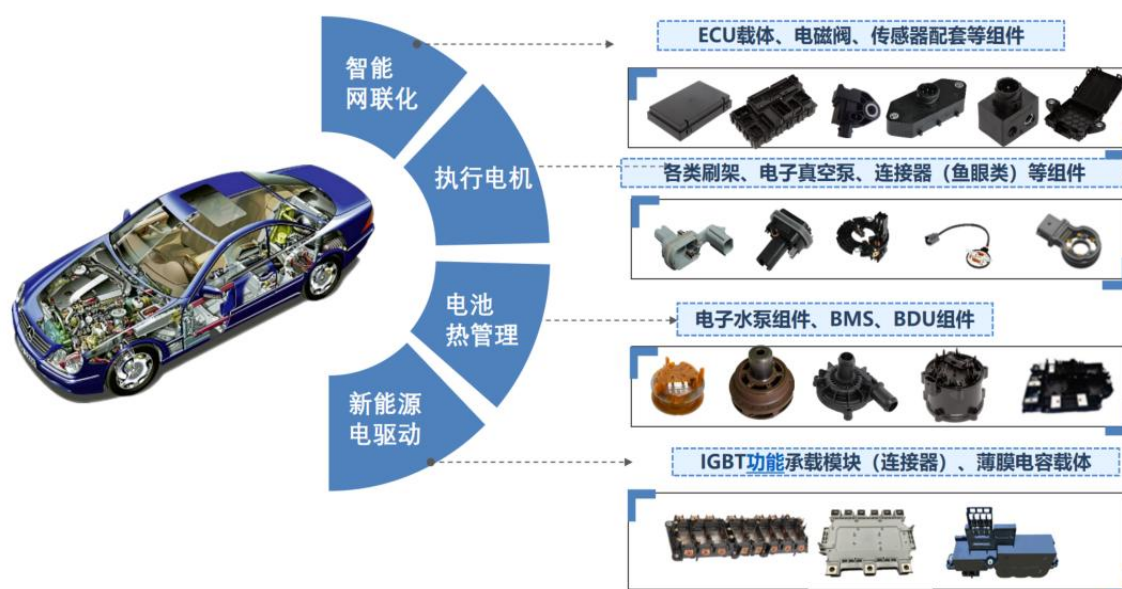 ECU载体、电磁阀、传感器配套等组件
智能
网联化
执行电机
各类刷架、电子真空泵、连接器（鱼眼类）等组件
电池
热管理
电子水泵组件、BMS、BDU组件
新能源
电驱动
IGBT功能承载模块（连接器）、薄膜电容载体